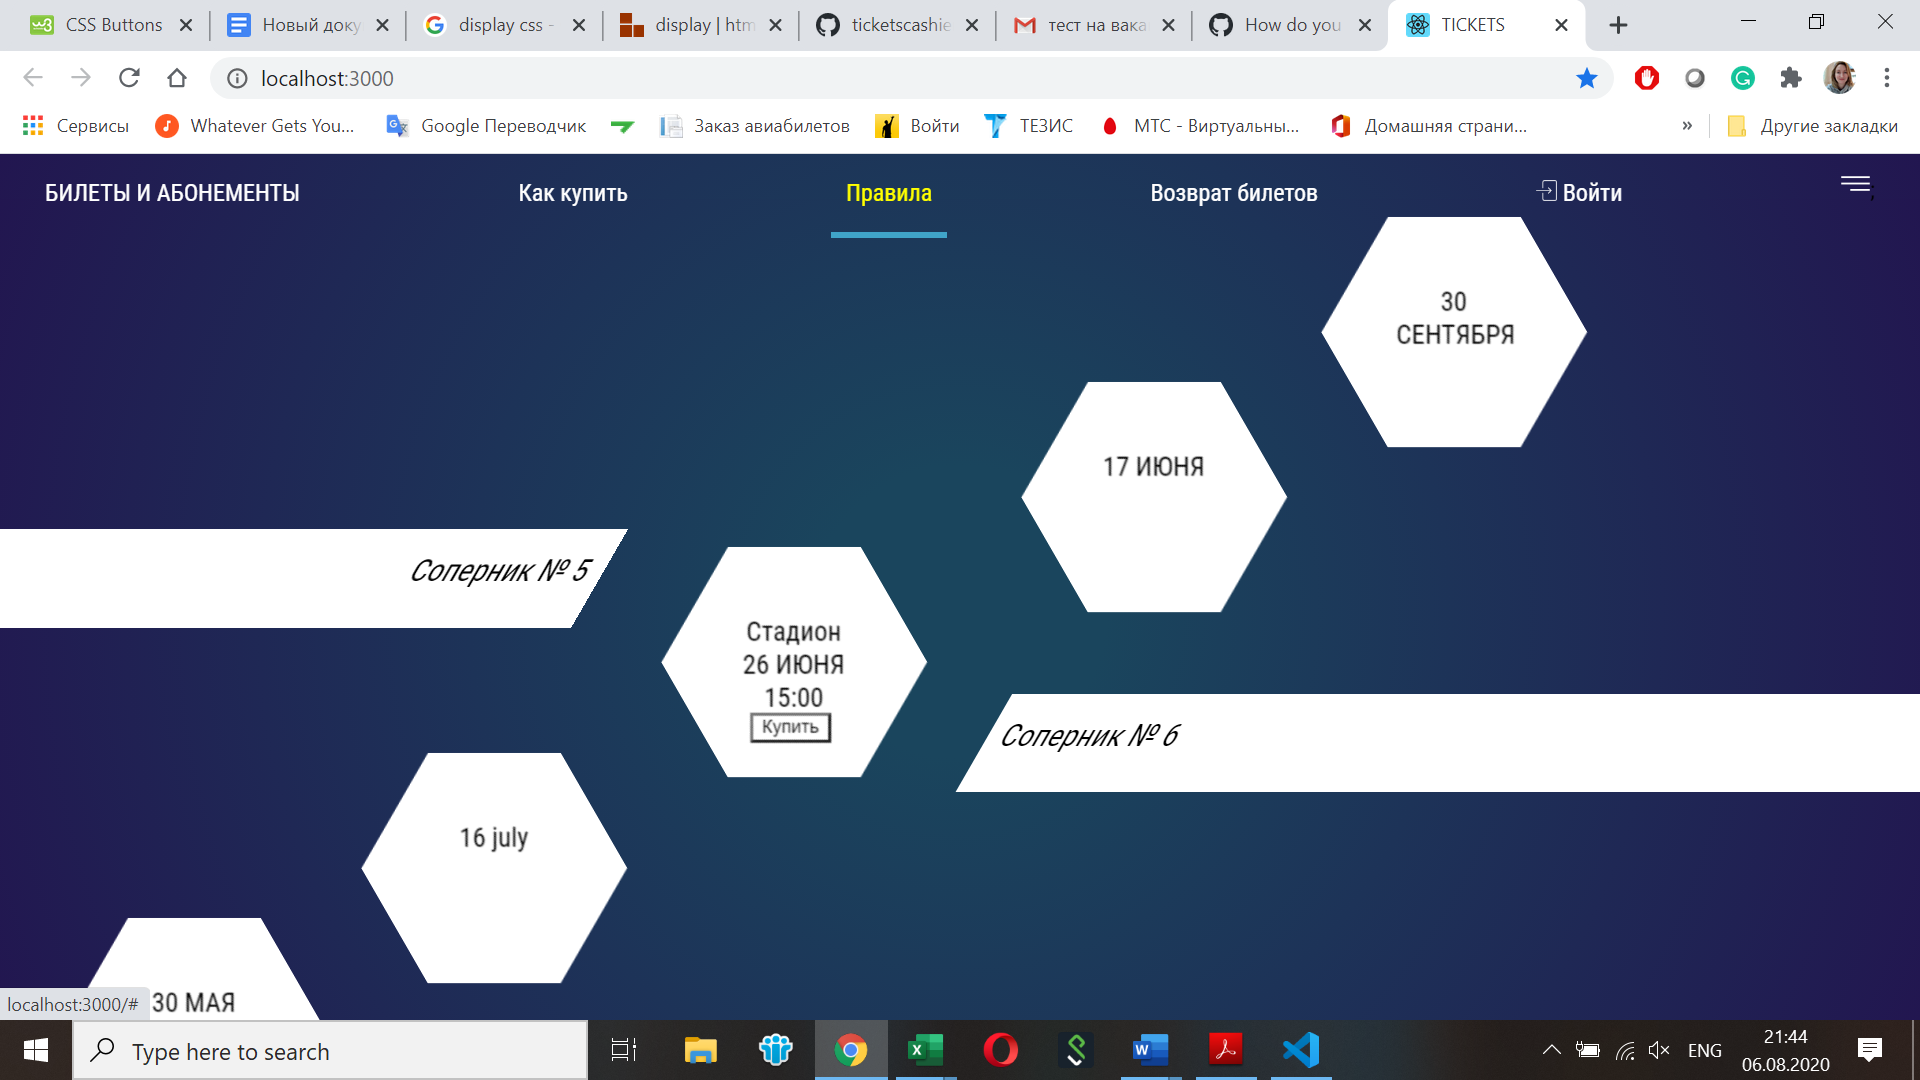 CSS Buttons
Новый доку
display css -
display | htm
ticketscashie
тест на вака
How do you
TICKETS
localhost:3000
Сервисы
Whatever Gets You...
Google Переводчик
Заказ авиабилетов
Войти
ТЕЗИС
МТС - Виртуальны...
Домашняя страни...
»
Другие закладки
БИЛЕТЫ И АБОНЕМЕНТЫ
Как купить
Правила
Возврат билетов
Войти
30
СЕНТЯБРЯ
17 ИЮНЯ
Соперник № 5
Стадион
26 ИЮНЯ
15:00
Купить
Соперник № 6
16 july
30 МАЯ
localhost:3000/#
Type here to search
ENG
21:44
06.08.2020